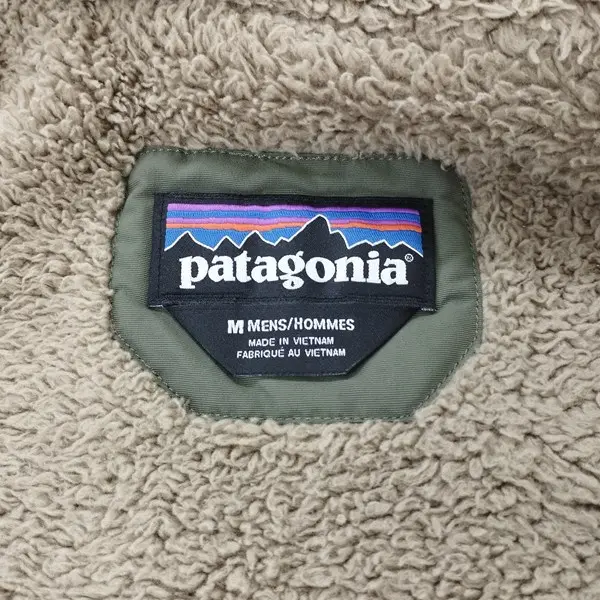 patagonia®
M MENS/HOMMES
MADE IN VIETNAM
FABRIQUÉ AU VIETNAM